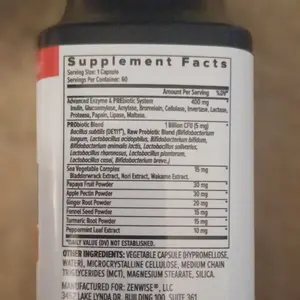 Supplement Facts
Serving Size: 1 Capsule
Servings Per Container: 60
Amount Per Serving %DV*
Advanced Enzyme & PREbiotic System 400 mg *
Inulin, Glucoamylase, Amylase, Bromelain, Cellulase, Invertase, Lactase,
Protease, Papain, Lipase, Maltase.
PRObiotic Blend 1 Billion CFU (5 mg) *
Bacillus subtilis (DE111®), Raw Probiotic Blend (Bifidobacterium
longum, Lactobacillus acidophilus, Bifidobacterium bifidum,
Bifidobacterium animalis lactis, Lactobacillus salivarius,
Lactobacillus rhamnosus, Lactobacillus plantarum,
Lactobacillus casei, Bifidobacterium breve.)
Sea Vegetable Complex 15 mg *
Bladderwrack Extract, Nori Extract, Wakame Extract.
Papaya Fruit Powder 30 mg *
Apple Pectin Powder 30 mg *
Ginger Root Powder 20 mg *
Fennel Seed Powder 15 mg *
Turmeric Root Powder 15 mg *
Peppermint Leaf Extract 10 mg *
*DAILY VALUE (DV) NOT ESTABLISHED.
OTHER INGREDIENTS: VEGETABLE CAPSULE (HYPROMELLOSE,
WATER), MICROCRYSTALLINE CELLULOSE, MEDIUM CHAIN
TRIGLYCERIDES (MCT), MAGNESIUM STEARATE, SILICA.
MANUFACTURED FOR: ZENWISE®, LLC
3452 LAKE LYNDA DR. BUILDING 100, SUITE 361